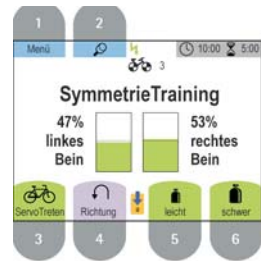 1 2
Menü 10:00 5:00
3
SymmetrieTraining
47% 53%
linkes rechtes
Bein Bein
ServoTreten Richtung leicht schwer
3 4 5 6